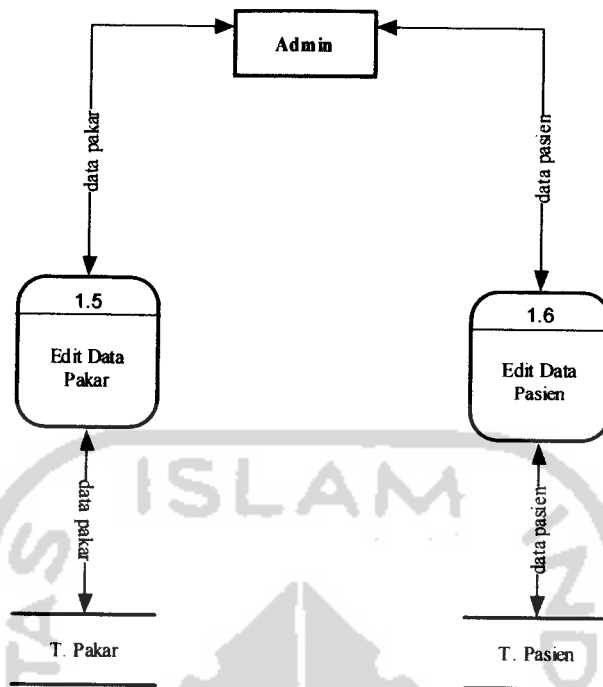 Admin
data pakar
data pasien
1.5
Edit Data
Pakar
1.6
Edit Data
Pasien
data pakar
data pasien
ISLAM
T. Pakar
T. Pasien